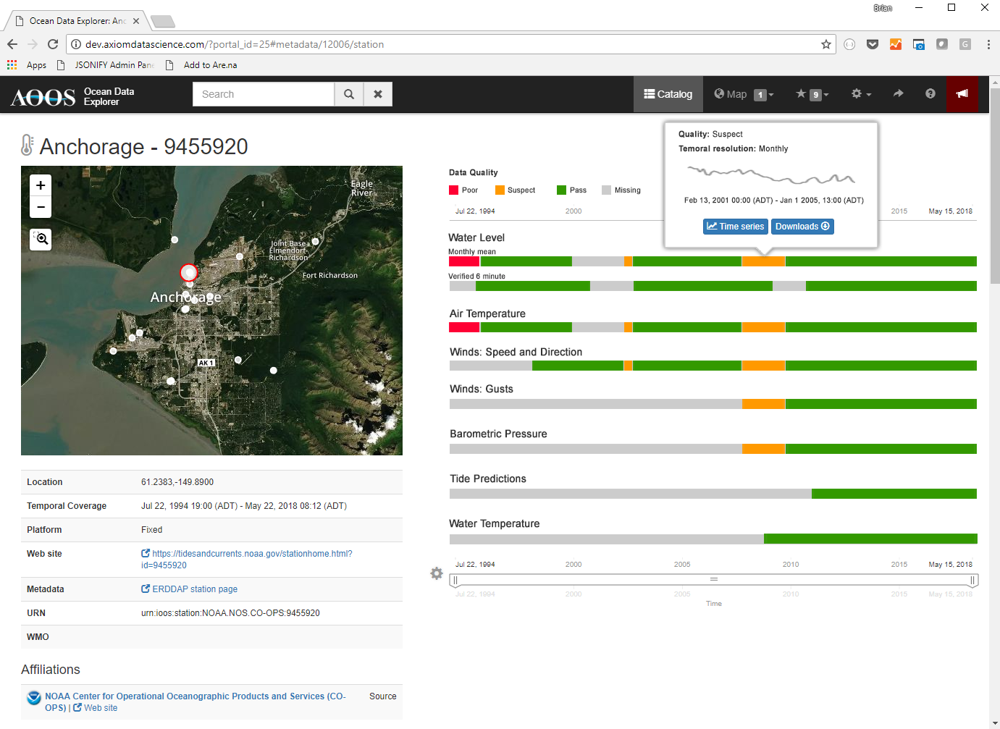 Brian
Ocean Data Explorer: Anc
dev.axiomdatascience.com/?portal_id=25#metadata/12006/station
Apps JSONIFY Admin Pane Add to Are.na
AOOS Ocean Data Explorer
Search
Catalog Map 1 9
Anchorage - 9455920
+
−
Eagle
River
Joint Base
Elmendorf-
Richardson
Fort Richardson
Anchorage
AK 1
Quality: Suspect
Temoral resolution: Monthly
Feb 13, 2001 00:00 (ADT) - Jan 1 2005, 13:00 (ADT)
Time series Downloads
Data Quality
Poor Suspect Pass Missing
Jul 22, 1994 2000 2015 May 15, 2018
Water Level
Monthly mean
Verified 6 minute
Air Temperature
Winds: Speed and Direction
Winds: Gusts
Barometric Pressure
Tide Predictions
Water Temperature
Jul 22, 1994 2000 2005 2010 2015 May 15, 2018
Jul 22, 1994 2000 2005 2010 2015 May 15, 2018
Time
Location 61.2383,-149.8900
Temporal Coverage Jul 22, 1994 19:00 (ADT) - May 22, 2018 08:12 (ADT)
Platform Fixed
Web site https://tidesandcurrents.noaa.gov/stationhome.html?
id=9455920
Metadata ERDDAP station page
URN urn:ioos:station:NOAA.NOS.CO-OPS:9455920
WMO
Affiliations
NOAA Center for Operational Oceanographic Products and Services (CO- Source
OPS) | Web site